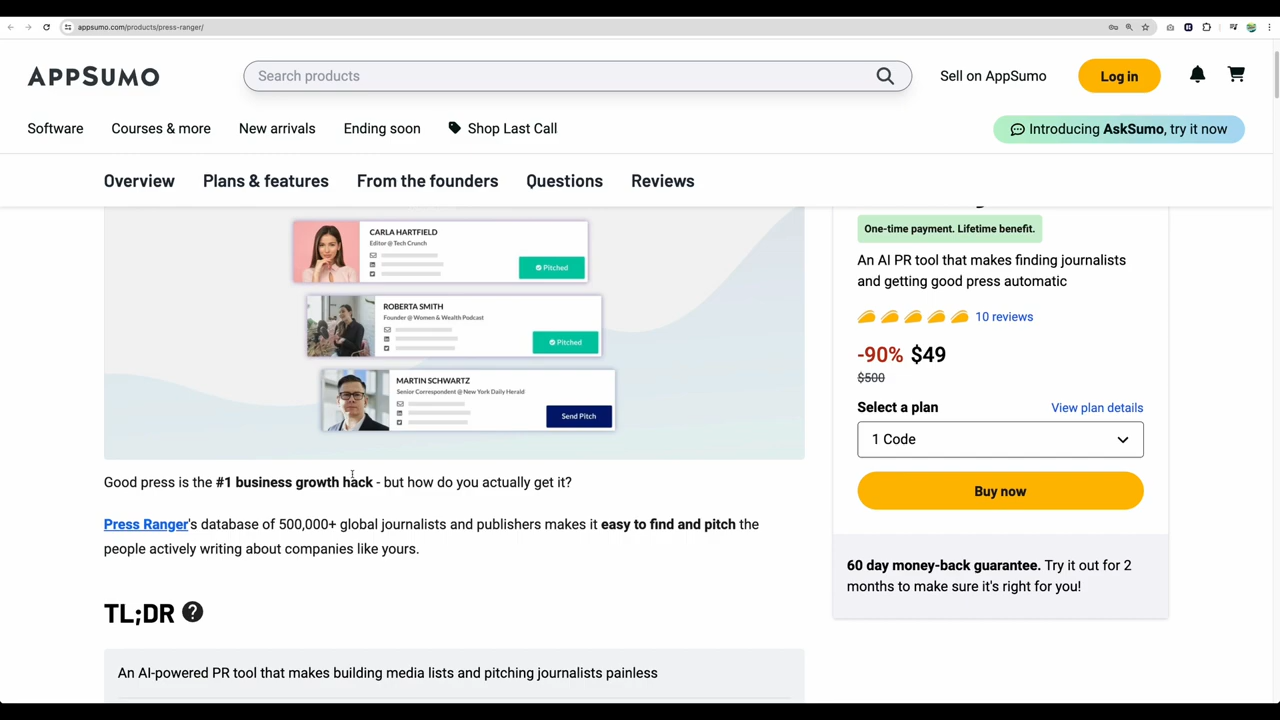 appsumo.com/products/press-ranger/
APPSUMO
Search products
Sell on AppSumo
Log in
Software
Courses & more
New arrivals
Ending soon
Shop Last Call
Introducing AskSumo, try it now
Overview
Plans & features
From the founders
Questions
Reviews
CARLA HARTFIELD
Editor @ Tech Crunch
Pitched
ROBERTA SMITH
Founder @ Women & Wealth Podcast
Pitched
MARTIN SCHWARTZ
Senior Correspondent @ New York Daily Herald
Send Pitch
Good press is the #1 business growth hack - but how do you actually get it?
Press Ranger's database of 500,000+ global journalists and publishers makes it easy to find and pitch the
people actively writing about companies like yours.
TL;DR ?
An AI-powered PR tool that makes building media lists and pitching journalists painless
One-time payment. Lifetime benefit.
An AI PR tool that makes finding journalists
and getting good press automatic
10 reviews
-90% $49
$500
Select a plan
View plan details
1 Code
Buy now
60 day money-back guarantee. Try it out for 2
months to make sure it's right for you!